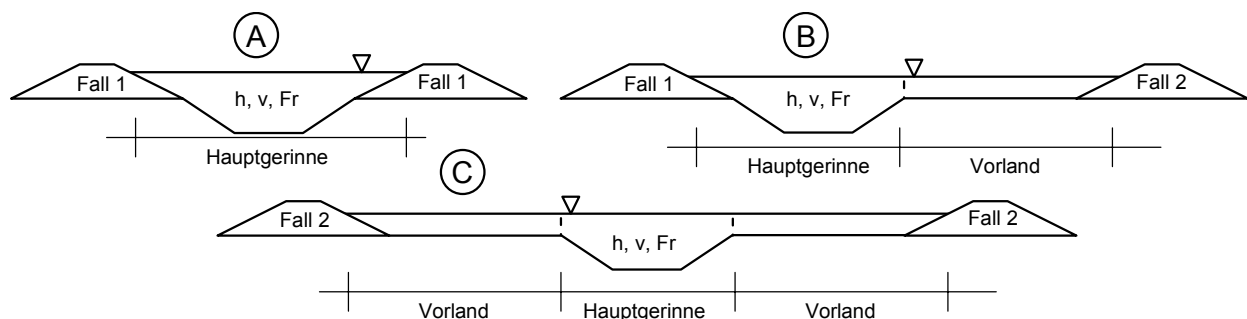 A
Fall 1
h, v, Fr
Fall 1
Hauptgerinne
B
Fall 1
h, v, Fr
Fall 2
Hauptgerinne Vorland
C
Fall 2
h, v, Fr
Fall 2
Vorland Hauptgerinne Vorland